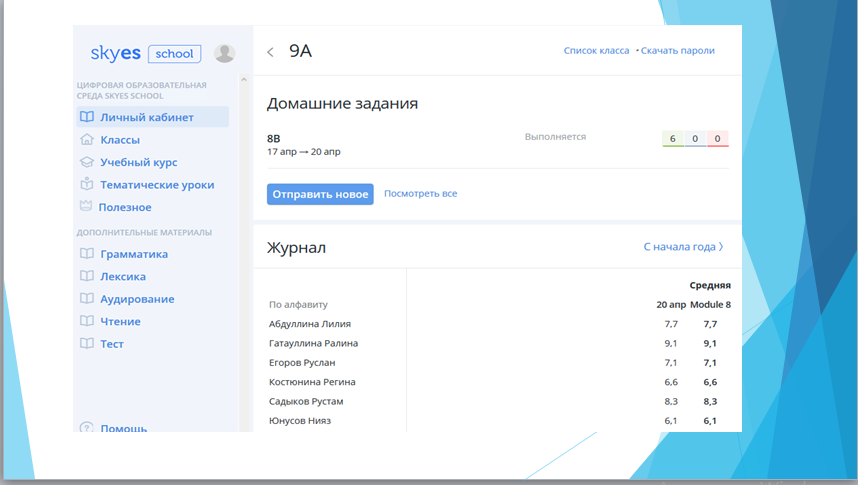 skyes school
ЦИФРОВАЯ ОБРАЗОВАТЕЛЬНАЯ
СРЕДА SKYES SCHOOL
Личный кабинет
Классы
Учебный курс
Тематические уроки
Полезное
ДОПОЛНИТЕЛЬНЫЕ МАТЕРИАЛЫ
Грамматика
Лексика
Аудирование
Чтение
Тест
Помощь
9А
Список класса • Скачать пароли
Домашние задания
8В Выполняется 6 0 0
17 апр → 20 апр
Отправить новое Посмотреть все
Журнал С начала года
Средняя
По алфавиту 20 апр Module 8
Абдуллина Лилия 7,7 7,7
Гатауллина Ралина 9,1 9,1
Егоров Руслан 7,1 7,1
Костюнина Регина 6,6 6,6
Садыков Рустам 8,3 8,3
Юнусов Нияз 6,1 6,1